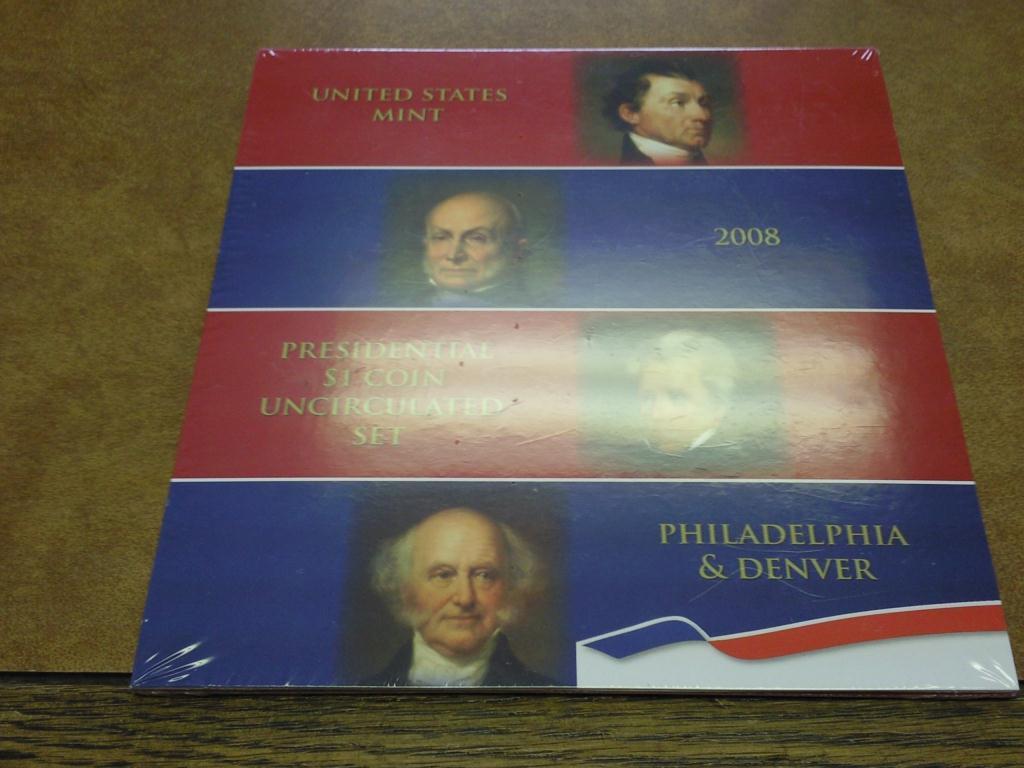 UNITED STATES
MINT
2008
PRESIDENTIAL
$1 COIN
UNCIRCULATED
SET
PHILADELPHIA
& DENVER